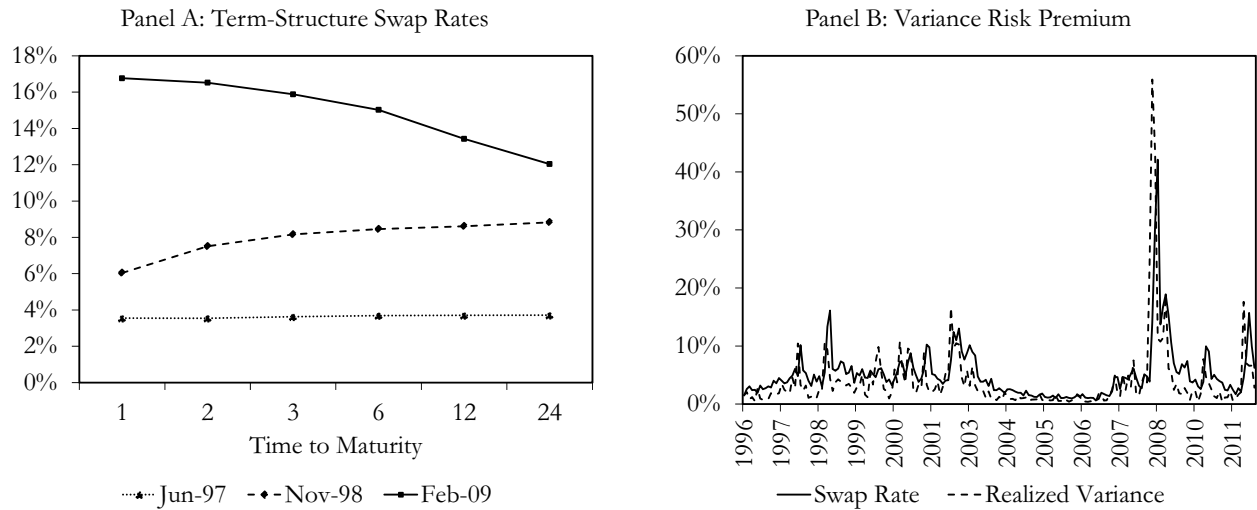 Panel A: Term-Structure Swap Rates
18%
16%
14%
12%
10%
8%
6%
4%
2%
0%
1 2 3 6 12 24
Time to Maturity
Jun-97 Nov-98 Feb-09
Panel B: Variance Risk Premium
60%
50%
40%
30%
20%
10%
0%
1996 1997 1998 1999 2000 2001 2002 2003 2004 2005 2006 2007 2008 2010 2011
Swap Rate Realized Variance